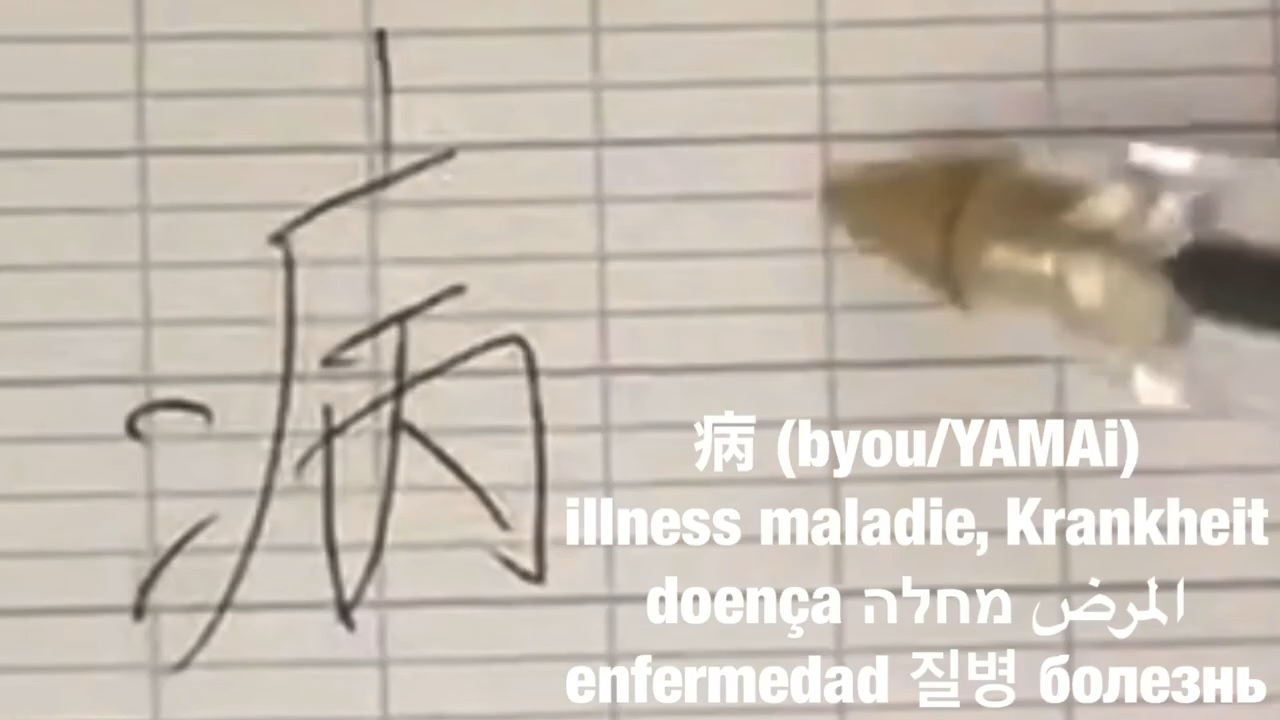 病
病 (byou/YAMAi)
illness maladie, Krankheit
doença מחלה المرض
enfermedad 질병 болезнь